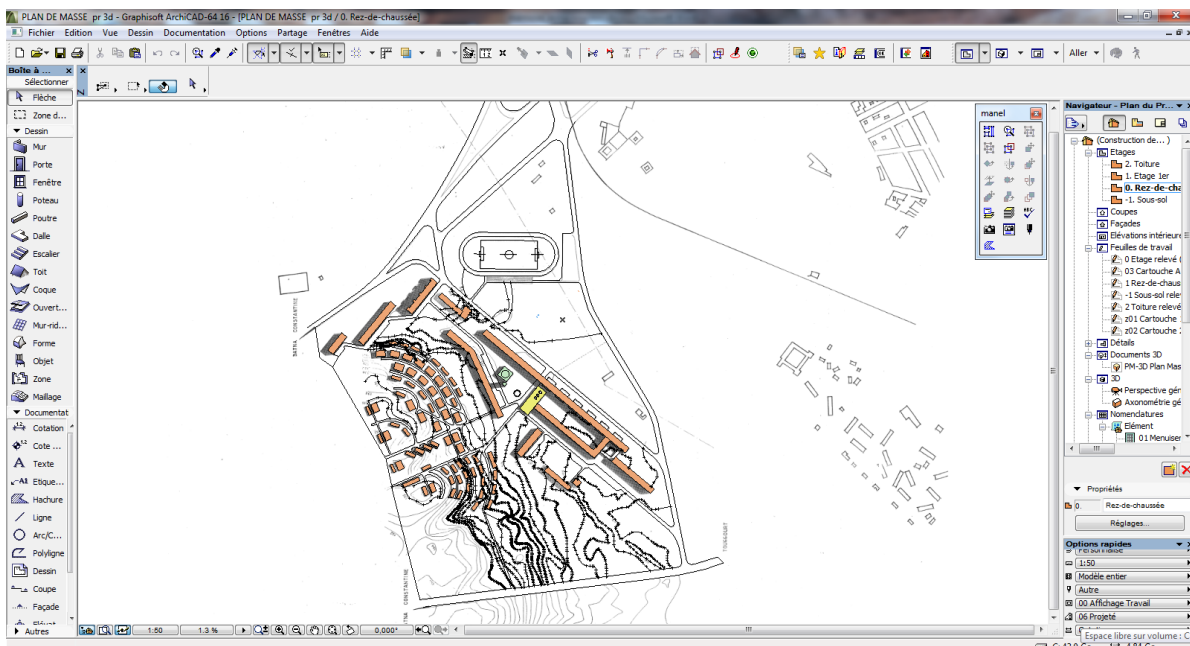 PLAN DE MASSE pr 3d - Graphisoft ArchiCAD-64 16 - [PLAN DE MASSE pr 3d / 0. Rez-de-chaussée]
Fichier Edition Vue Dessin Documentation Options Partage Fenêtres Aide
Aller
Boîte à ...
Sélectionner
Flèche
Zone d...
Dessin
Mur
Porte
Fenêtre
Poteau
Poutre
Dalle
Escalier
Toit
Coque
Ouvert...
Mur-rid...
Forme
Objet
Zone
Maillage
Documentat
Cotation
Cote ...
Texte
Etique...
Hachure
Ligne
Arc/C...
Polyligne
Dessin
Coupe
Façade
Autres
BATNA CONSTANTINE
TOUGGOURT
manel
1:50
1.3 %
0,000°
Navigateur - Plan du Pr...
(Construction de... )
Etages
2. Toiture
1. Etage 1er
0. Rez-de-cha
-1. Sous-sol
Coupes
Façades
Elévations intérieure
Feuilles de travail
0 Etage relevé (
03 Cartouche A
1 Rez-de-chaus
-1 Sous-sol rele
2 Toiture relevé
z01 Cartouche
z02 Cartouche
Détails
Documents 3D
PM-3D Plan Mas
3D
Perspective gén
Axonométrie gé
Nomenclatures
Elément
01 Menuiser
Propriétés
0. Rez-de-chaussée
Réglages...
Options rapides
Personnalisé
1:50
Modèle entier
Autre
00 Affichage Travail
06 Projeté
Espace libre sur volume : C